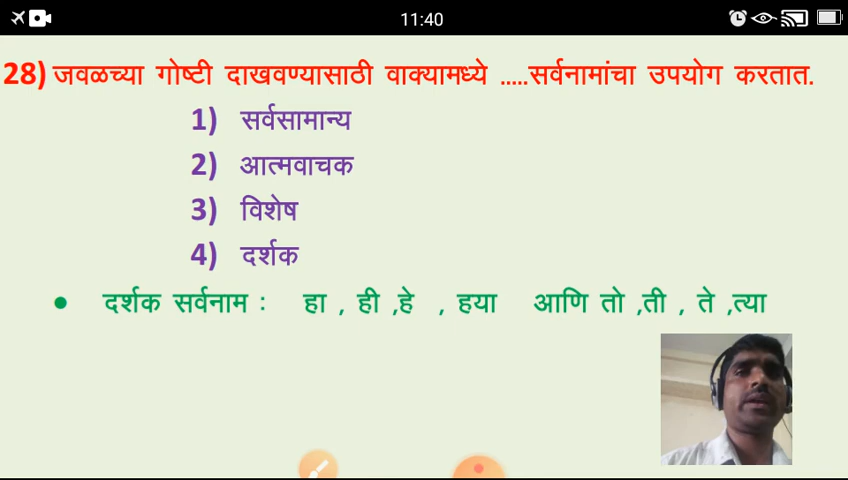 11:40
28) जवळच्या गोष्टी दाखवण्यासाठी वाक्यामध्ये .....सर्वनामांचा उपयोग करतात.
1) सर्वसामान्य
2) आत्मवाचक
3) विशेष
4) दर्शक
• दर्शक सर्वनाम : हा , ही ,हे , हया आणि तो ,ती , ते ,त्या